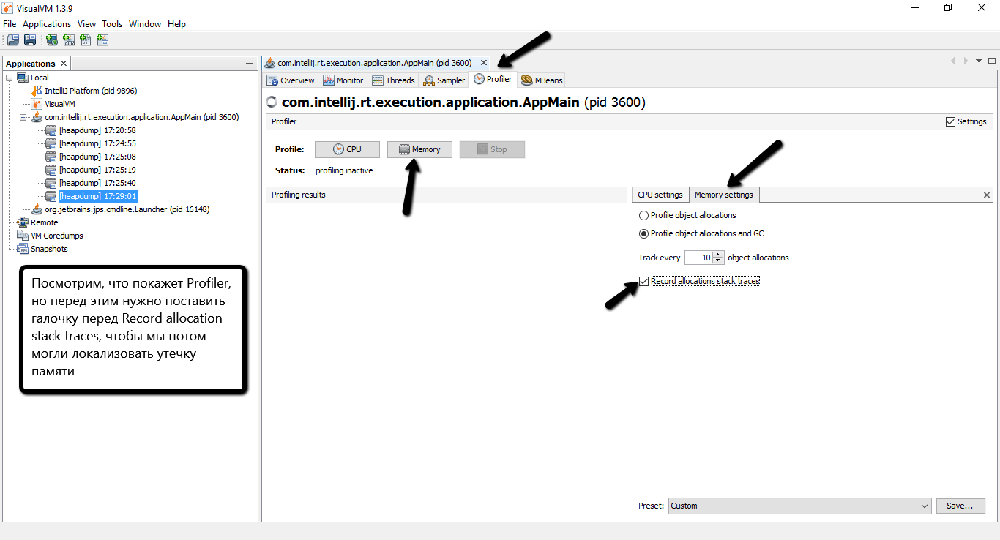 VisualVM 1.3.9
File Applications View Tools Window Help
Applications
Local
IntelliJ Platform (pid 9896)
VisualVM
com.intellij.rt.execution.application.AppMain (pid 3600)
[heapdump] 17:20:58
[heapdump] 17:24:55
[heapdump] 17:25:08
[heapdump] 17:25:19
[heapdump] 17:25:40
[heapdump] 17:29:01
org.jetbrains.jps.cmdline.Launcher (pid 16148)
Remote
VM Coredumps
Snapshots
Посмотрим, что покажет Profiler,
но перед этим нужно поставить
галочку перед Record allocation
stack traces, чтобы мы потом
могли локализовать утечку
памяти
com.intellij.rt.execution.application.AppMain (pid 3600)
Overview Monitor Threads Sampler Profiler MBeans
com.intellij.rt.execution.application.AppMain (pid 3600)
Profiler Settings
Profile: CPU Memory Stop
Status: profiling inactive
Profiling results
CPU settings Memory settings
Profile object allocations
Profile object allocations and GC
Track every 10 object allocations
Record allocations stack traces
Preset: Custom Save...